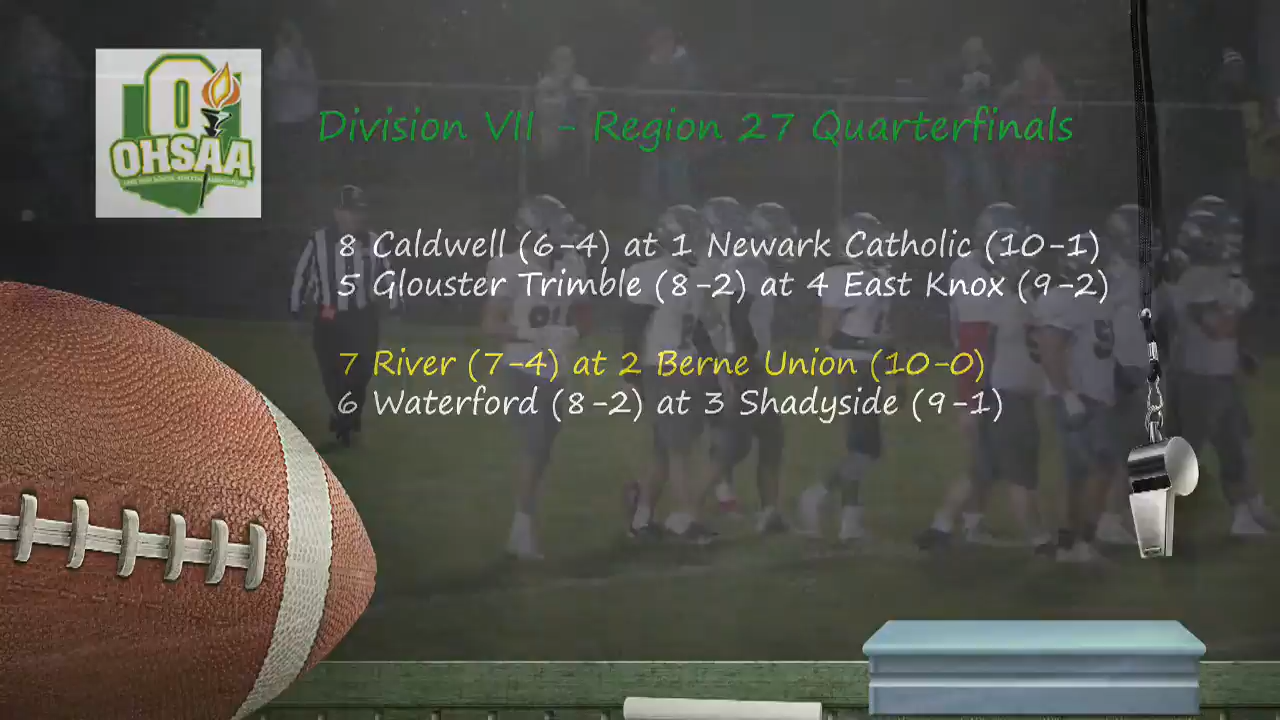 OHSAA
Division VII - Region 27 Quarterfinals
8 Caldwell (6-4) at 1 Newark Catholic (10-1)
5 Glouster Trimble (8-2) at 4 East Knox (9-2)
7 River (7-4) at 2 Berne Union (10-0)
6 Waterford (8-2) at 3 Shadyside (9-1)